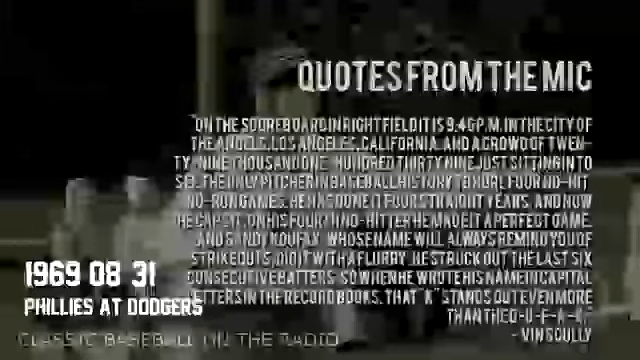 QUOTES FROM THE MIC
ON THE SCOREBOARD IN RIGHT FIELD IT IS 9:46 P.M. IN THE CITY OF
THE ANGELS, LOS ANGELES, CALIFORNIA. AND A CROWD OF TWEN-
TY-NINE THOUSAND ONE HUNDRED THIRTY NINE JUST SITTING IN TO
SEE THE ONLY PITCHER IN BASEBALL HISTORY TO HURL FOUR NO-HIT,
NO-RUN GAMES. HE HAS DONE IT FOUR STRAIGHT YEARS, AND NOW
HE CAPS IT: ON HIS FOURTH NO-HITTER HE MADE IT A PERFECT GAME.
AND SANDY KOUFAX, WHOSE NAME WILL ALWAYS REMIND YOU OF
STRIKEOUTS, DID IT WITH A FLURRY. HE STRUCK OUT THE LAST SIX
CONSECUTIVE BATTERS. SO WHEN HE WROTE HIS NAME IN CAPITAL
LETTERS IN THE RECORD BOOKS, THAT "K" STANDS OUT EVEN MORE
THAN THE O-U-F-A-X."
- VIN SCULLY
1969 08 31
PHILLIES AT DODGERS
CLASSIC BASEBALL ON THE RADIO